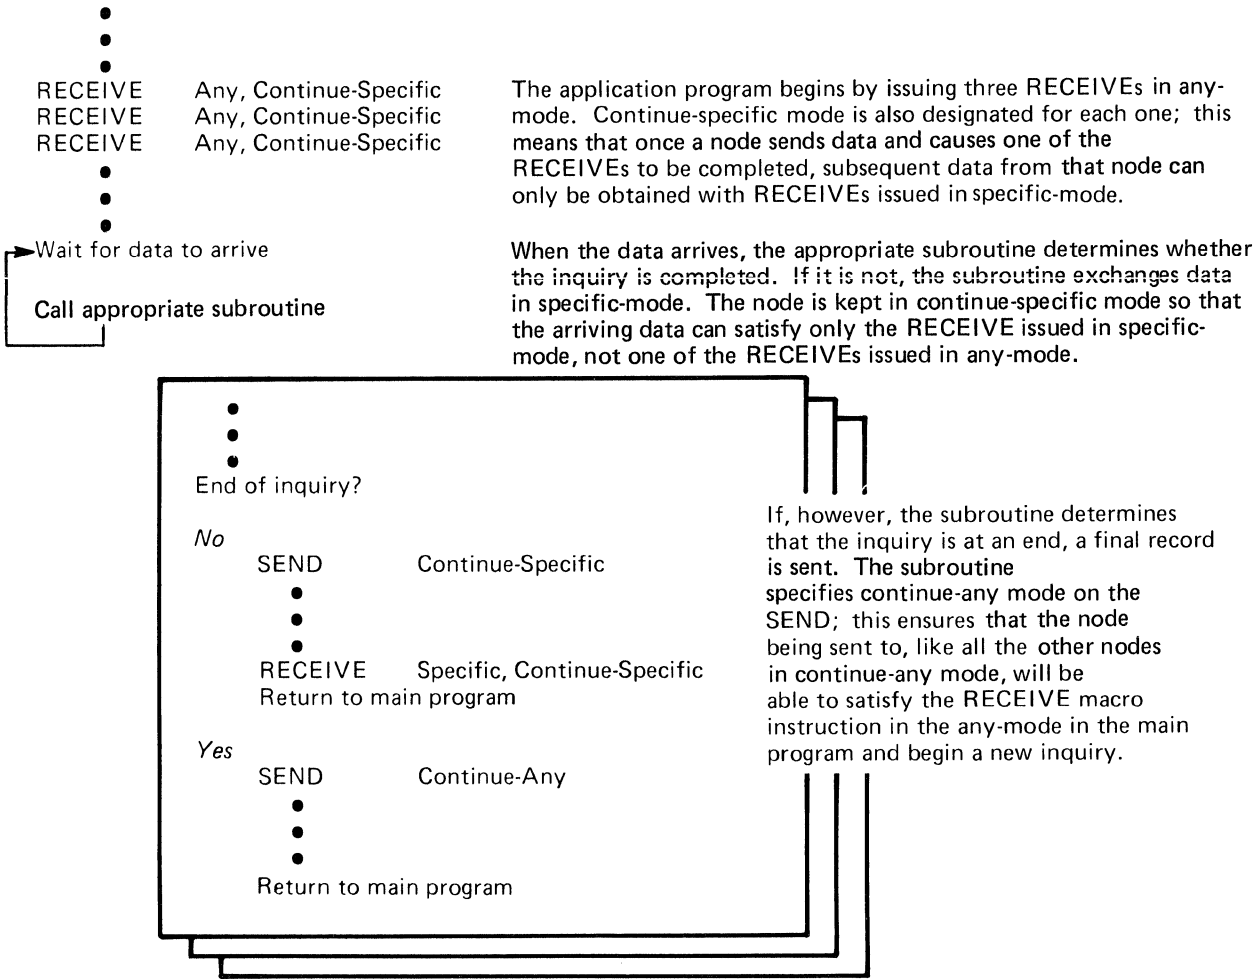 RECEIVE Any, Continue-Specific
RECEIVE Any, Continue-Specific
RECEIVE Any, Continue-Specific
The application program begins by issuing three RECEIVEs in any-
mode. Continue-specific mode is also designated for each one; this
means that once a node sends data and causes one of the
RECEIVEs to be completed, subsequent data from that node can
only be obtained with RECEIVEs issued in specific-mode.
Wait for data to arrive
Call appropriate subroutine
When the data arrives, the appropriate subroutine determines whether
the inquiry is completed. If it is not, the subroutine exchanges data
in specific-mode. The node is kept in continue-specific mode so that
the arriving data can satisfy only the RECEIVE issued in specific-
mode, not one of the RECEIVEs issued in any-mode.
End of inquiry?
No
SEND Continue-Specific
RECEIVE Specific, Continue-Specific
Return to main program
Yes
SEND Continue-Any
Return to main program
If, however, the subroutine determines
that the inquiry is at an end, a final record
is sent. The subroutine
specifies continue-any mode on the
SEND; this ensures that the node
being sent to, like all the other nodes
in continue-any mode, will be
able to satisfy the RECEIVE macro
instruction in the any-mode in the main
program and begin a new inquiry.